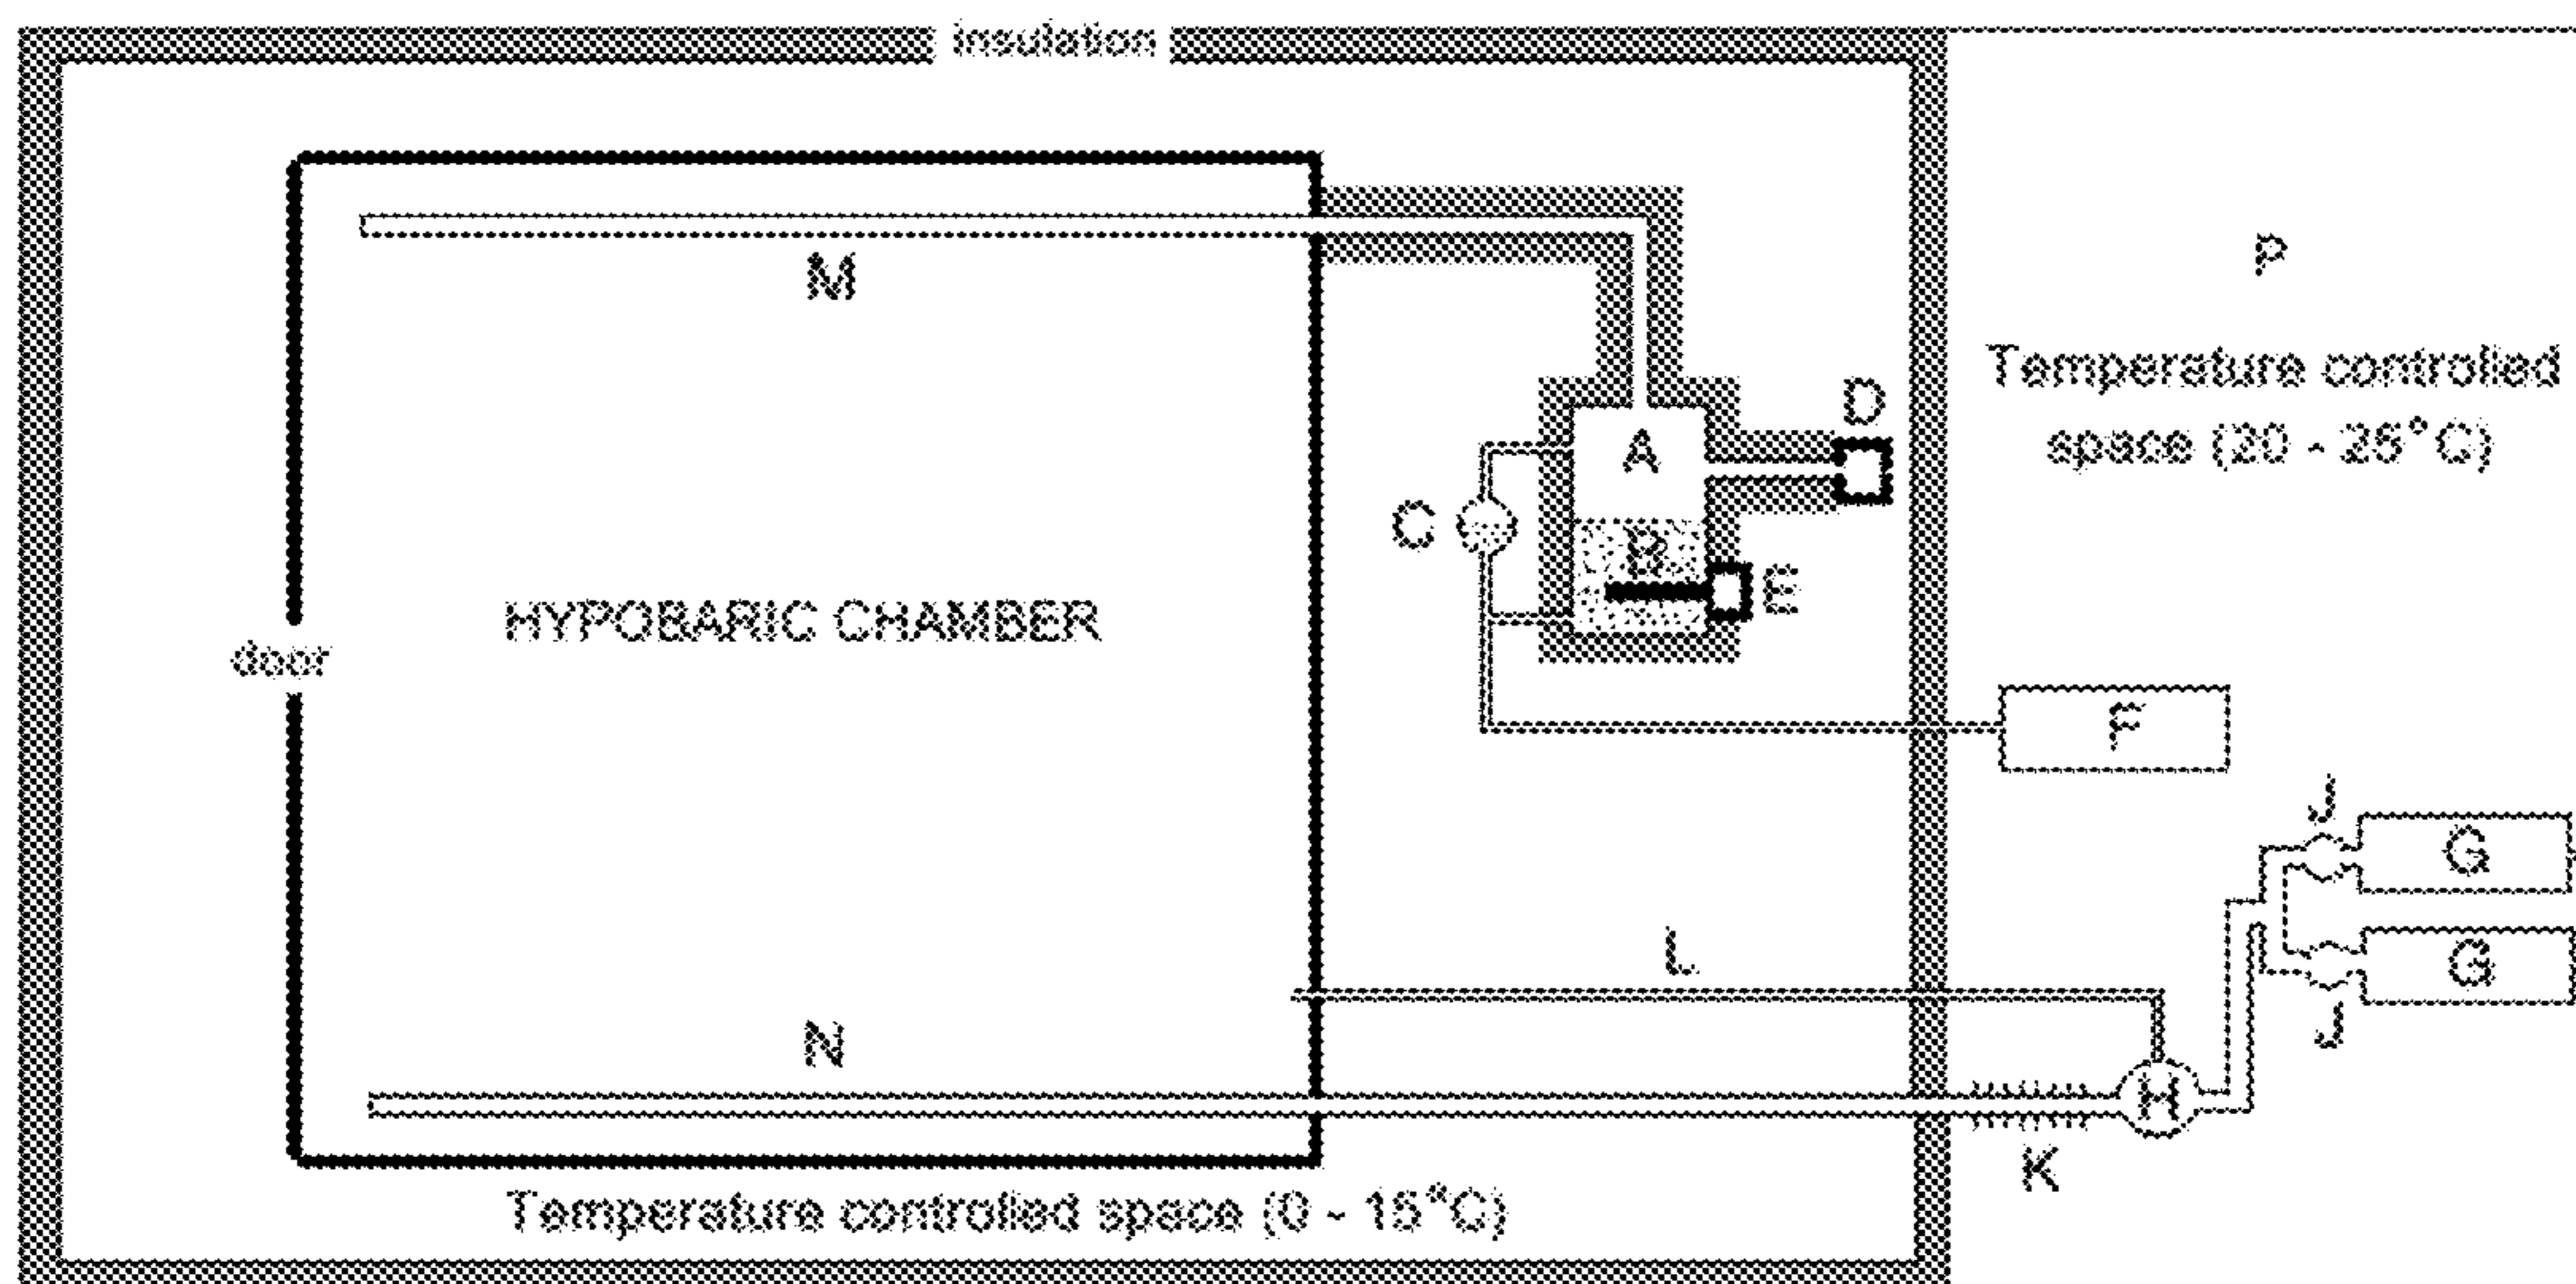 insulation
M
P
Temperature controlled
space (20 - 25°C)
A
D
C
B
E
HYPOBARIC CHAMBER
door
F
J
G
G
J
L
N
H
K
Temperature controlled space (0 - 15°C)